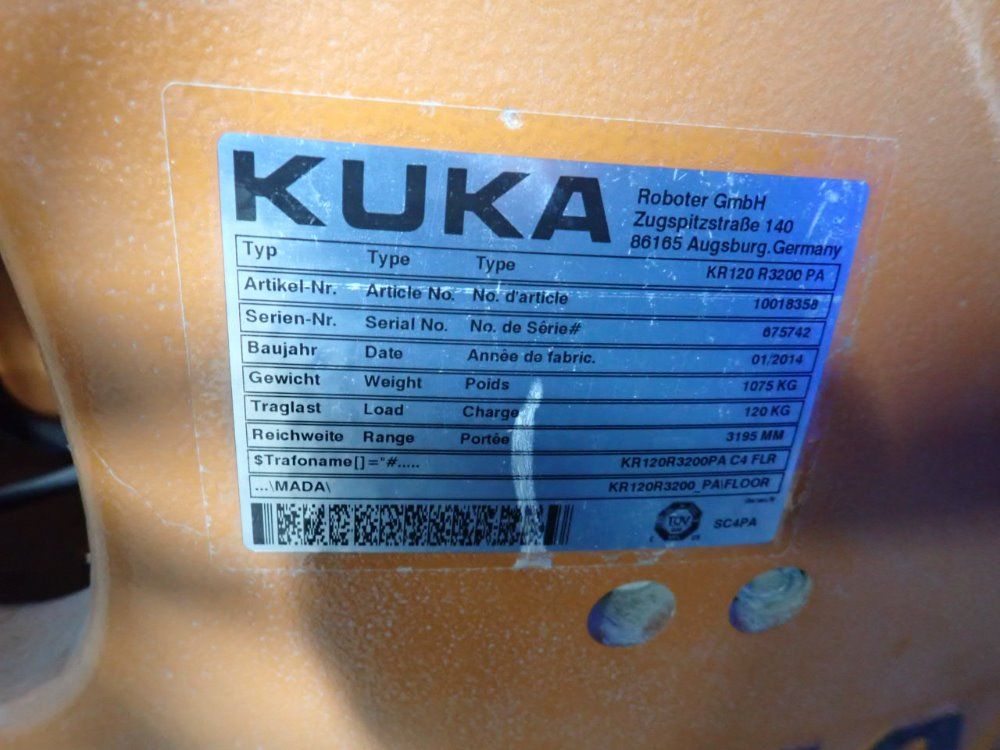 KUKA
Roboter GmbH
Zugspitzstraße 140
86165 Augsburg.Germany
Typ Type Type KR120 R3200 PA
Artikel-Nr. Article No. No. d'article 10018358
Serien-Nr. Serial No. No. de Série# 675742
Baujahr Date Année de fabric. 01/2014
Gewicht Weight Poids 1075 KG
Traglast Load Charge 120 KG
Reichweite Range Portée 3195 MM
$Trafoname[]="#..... KR120R3200PA C4 FLR
...\MADA\ KR120R3200_PA\FLOOR
TÜV
SC4PA